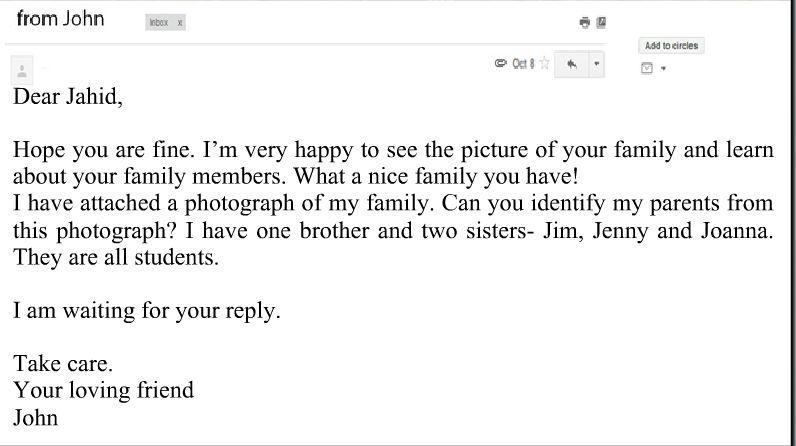 from John
Inbox x
Add to circles
Oct 8
Dear Jahid,
Hope you are fine. I’m very happy to see the picture of your family and learn
about your family members. What a nice family you have!
I have attached a photograph of my family. Can you identify my parents from
this photograph? I have one brother and two sisters- Jim, Jenny and Joanna.
They are all students.
I am waiting for your reply.
Take care.
Your loving friend
John